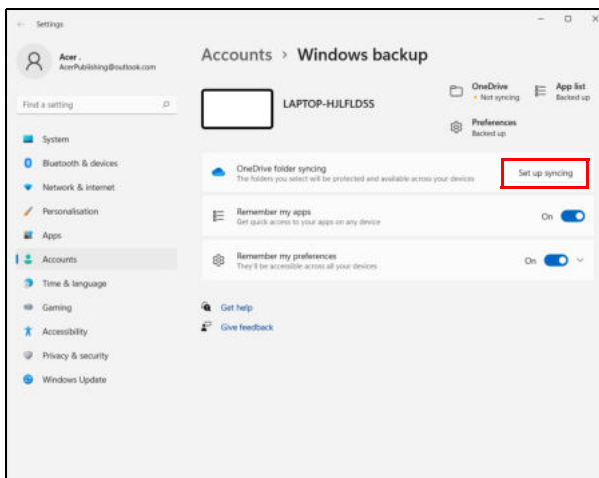 Settings
Acer .
AcerPublishing@outlook.com
Find a setting
System
Bluetooth & devices
Network & internet
Personalisation
Apps
Accounts
Time & language
Gaming
Accessibility
Privacy & security
Windows Update
Accounts > Windows backup
LAPTOP-HJLFLDSS
OneDrive
Not syncing
App list
Backed up
Preferences
Backed up
OneDrive folder syncing
The folders you select will be protected and available across your devices
Set up syncing
Remember my apps
Get quick access to your apps on any device
On
Remember my preferences
They'll be accessible across all your devices
On
Get help
Give feedback